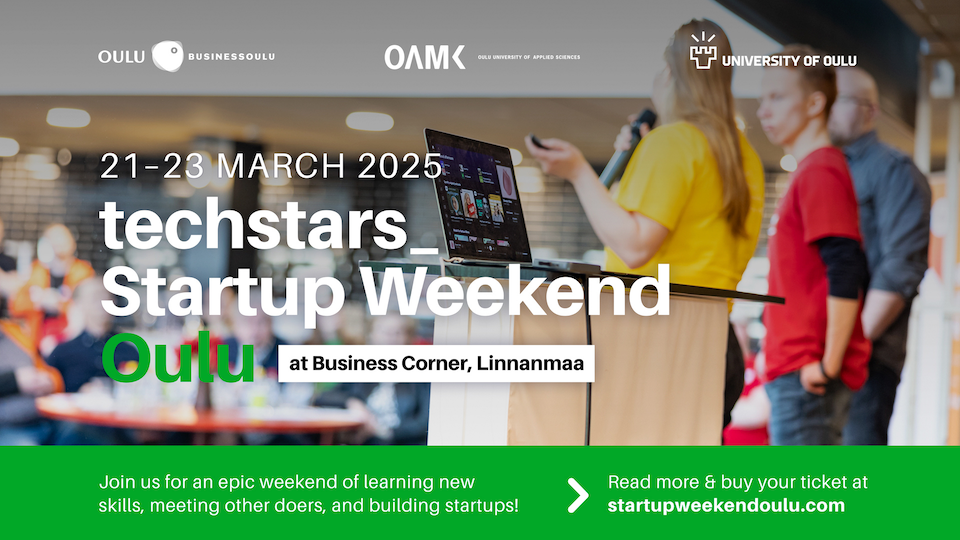 OULU BUSINESSOULU
OAMK OULU UNIVERSITY OF APPLIED SCIENCES
UNIVERSITY OF OULU
21–23 MARCH 2025
techstars_
Startup Weekend
Oulu
at Business Corner, Linnanmaa
Join us for an epic weekend of learning new
skills, meeting other doers, and building startups!
Read more & buy your ticket at
startupweekendoulu.com